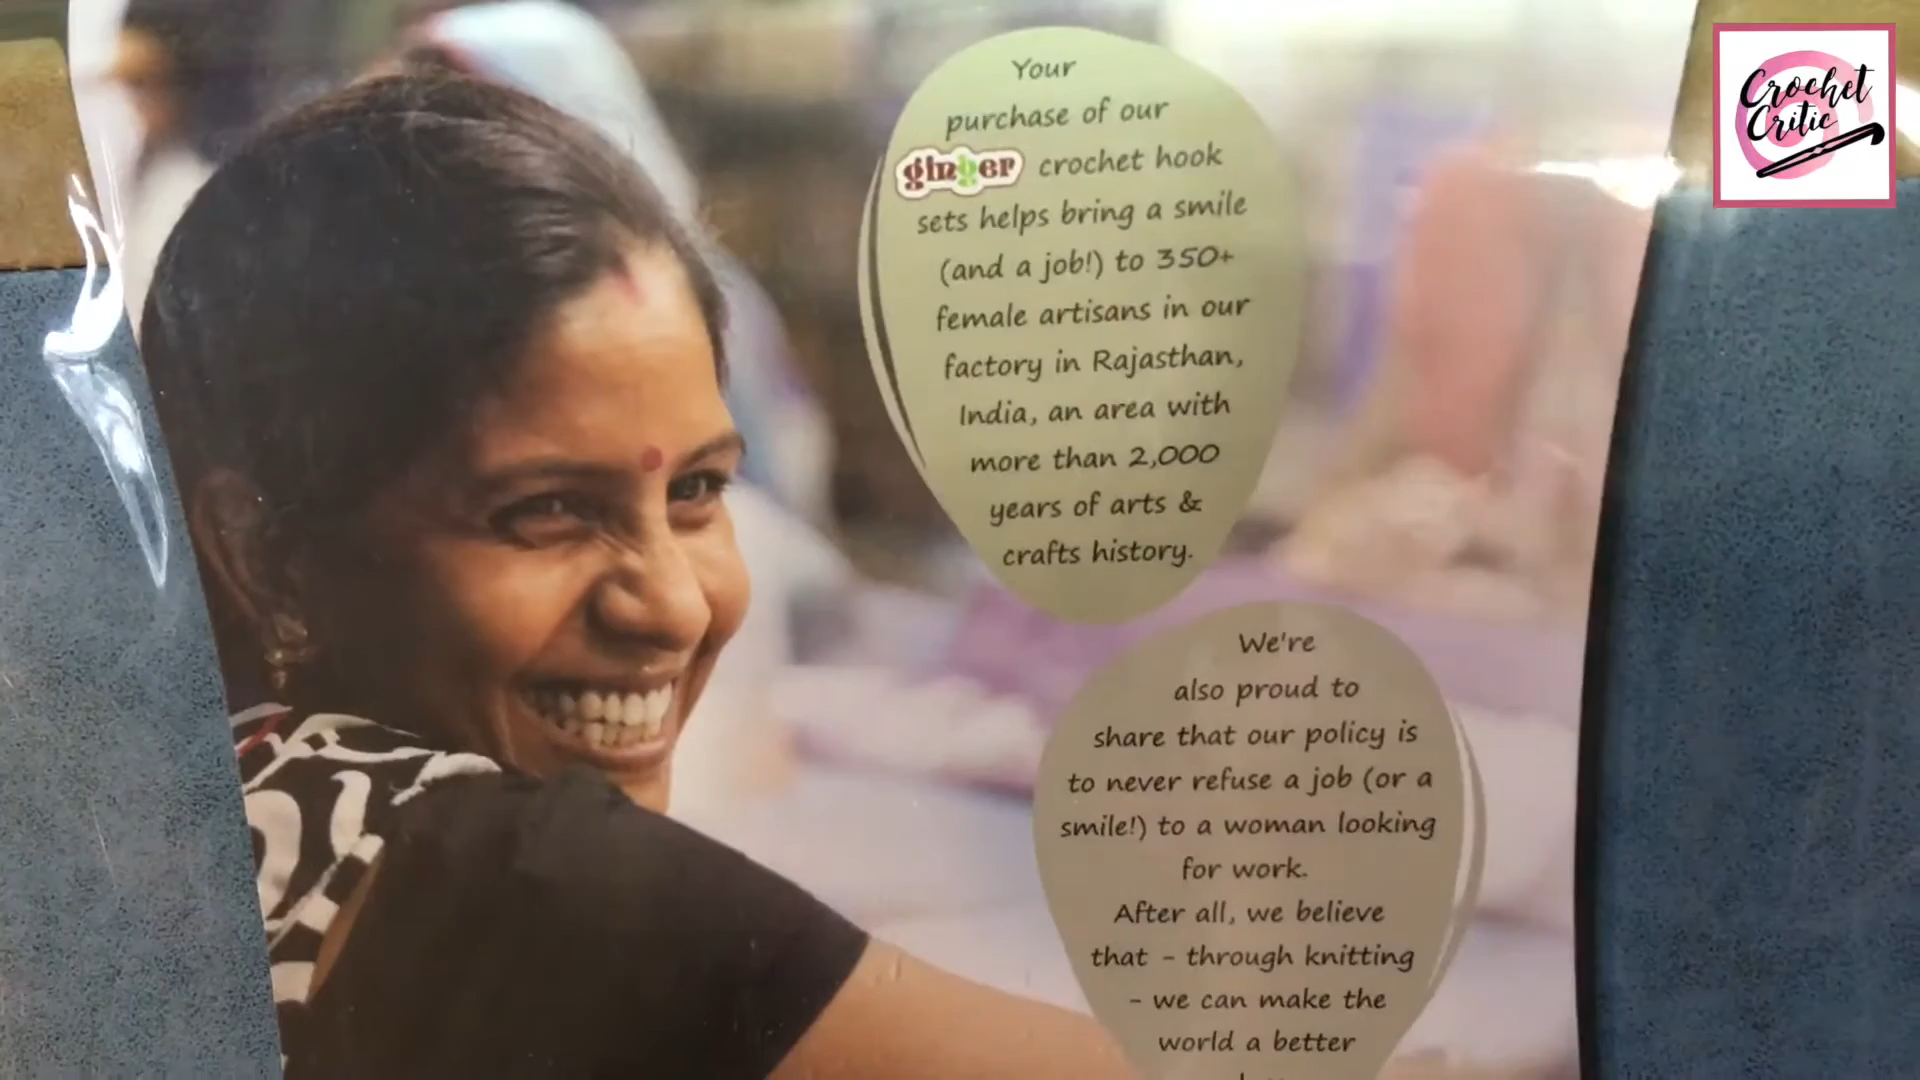 Your
purchase of our
ginger crochet hook
sets helps bring a smile
(and a job!) to 350+
female artisans in our
factory in Rajasthan,
India, an area with
more than 2,000
years of arts &
crafts history.
We're
also proud to
share that our policy is
to never refuse a job (or a
smile!) to a woman looking
for work.
After all, we believe
that - through knitting
- we can make the
world a better
Crochet
Critic